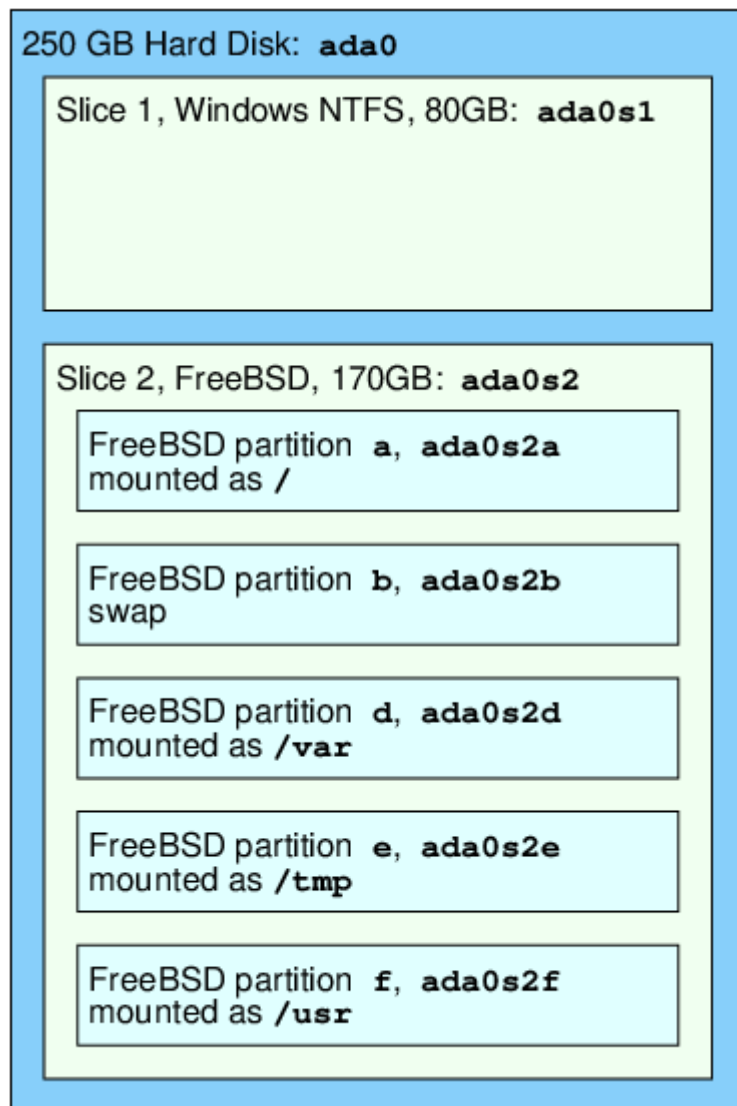 250 GB Hard Disk: ada0
Slice 1, Windows NTFS, 80GB: ada0s1
Slice 2, FreeBSD, 170GB: ada0s2
FreeBSD partition a, ada0s2a
mounted as /
FreeBSD partition b, ada0s2b
swap
FreeBSD partition d, ada0s2d
mounted as /var
FreeBSD partition e, ada0s2e
mounted as /tmp
FreeBSD partition f, ada0s2f
mounted as /usr